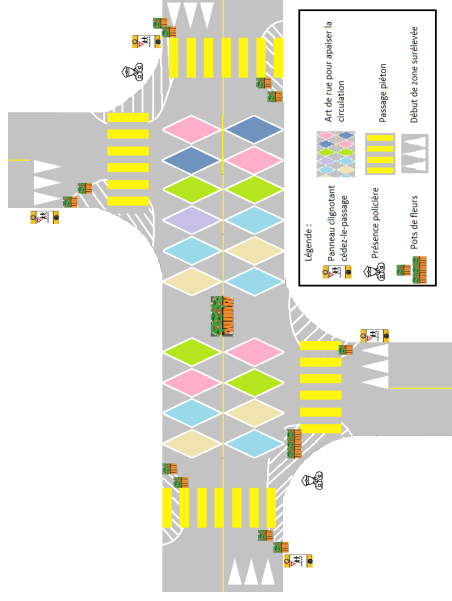 Légende :
Panneau clignotant
cédez-le-passage
Présence policière
Pots de fleurs
Art de rue pour apaiser la
circulation
Passage piéton
Début de zone surélevée